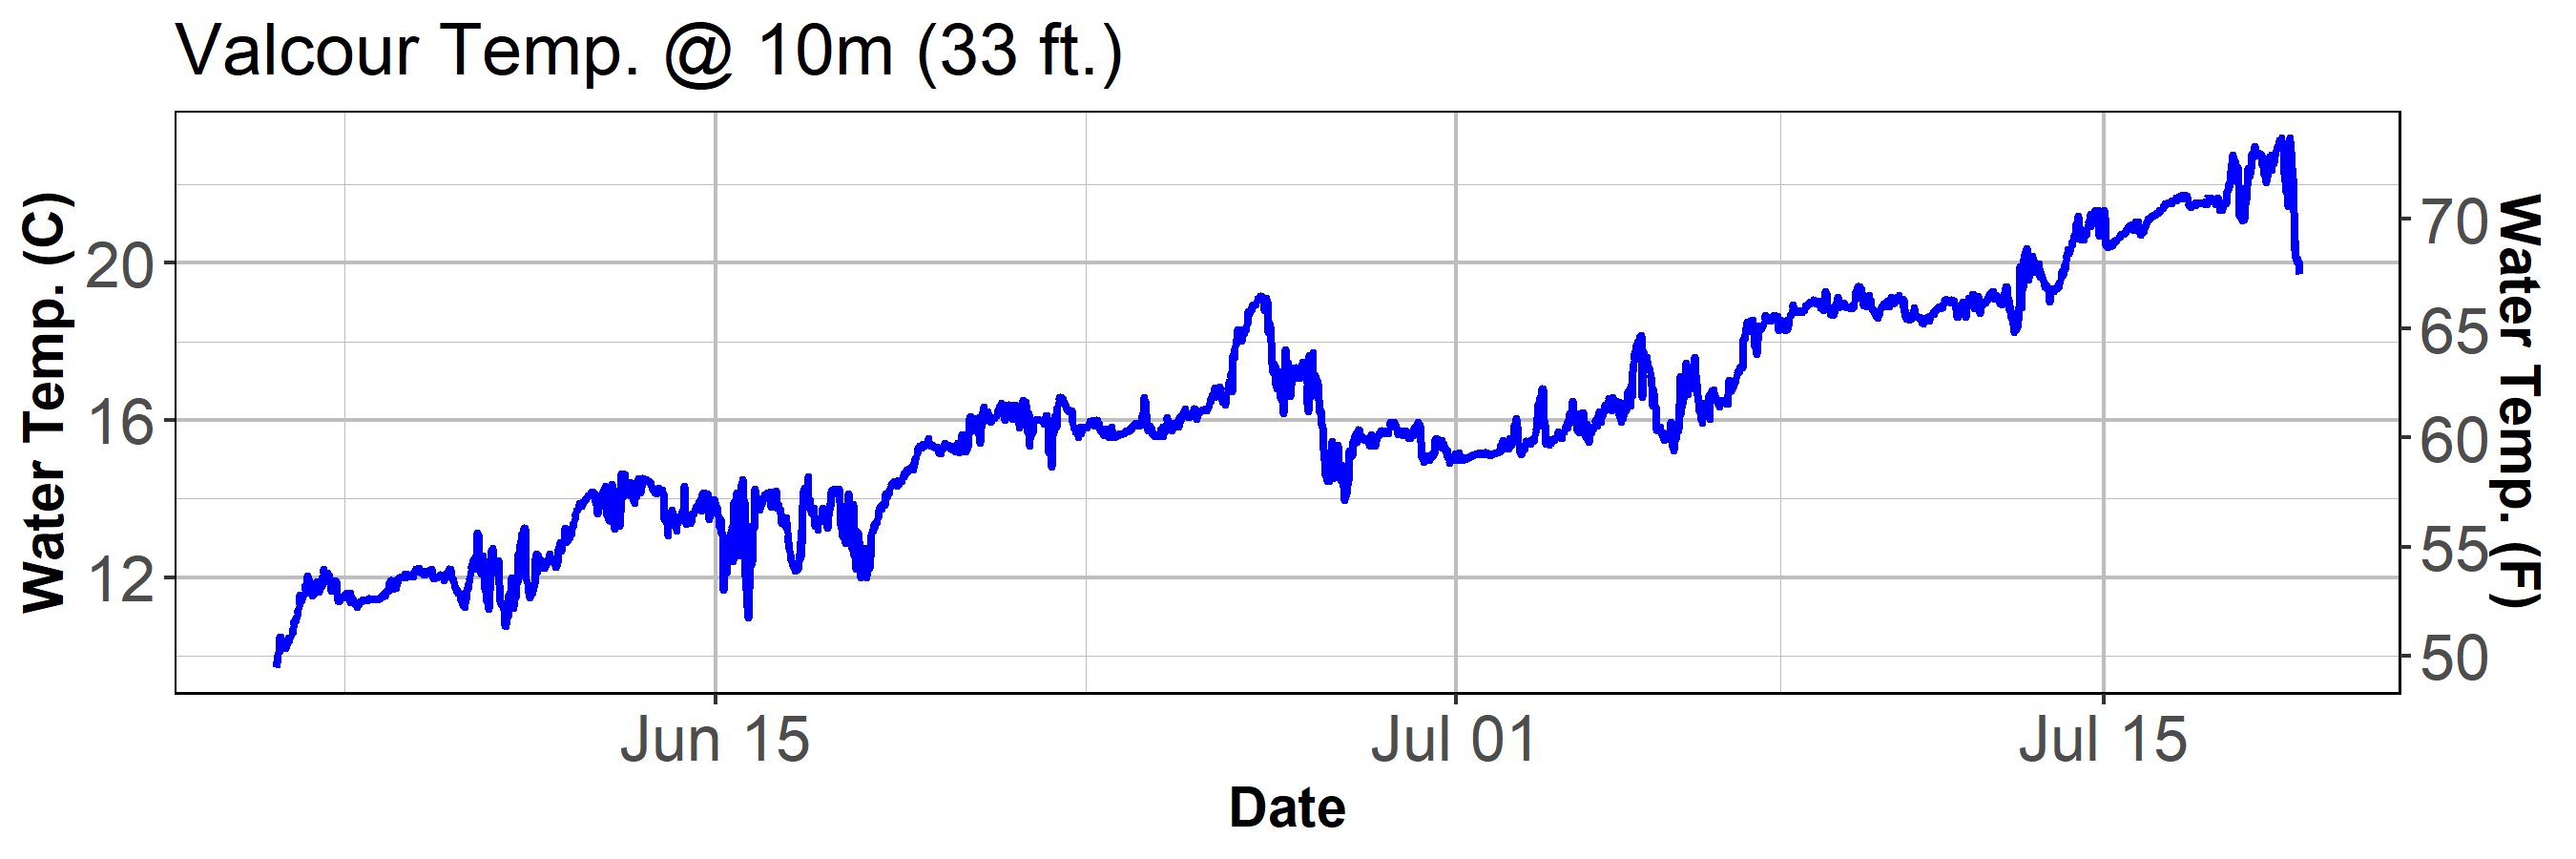 Valcour Temp. @ 10m (33 ft.)
Water Temp. (C)
20
16
12
70
65
60
55
50
Water Temp. (F)
Jun 15
Jul 01
Jul 15
Date